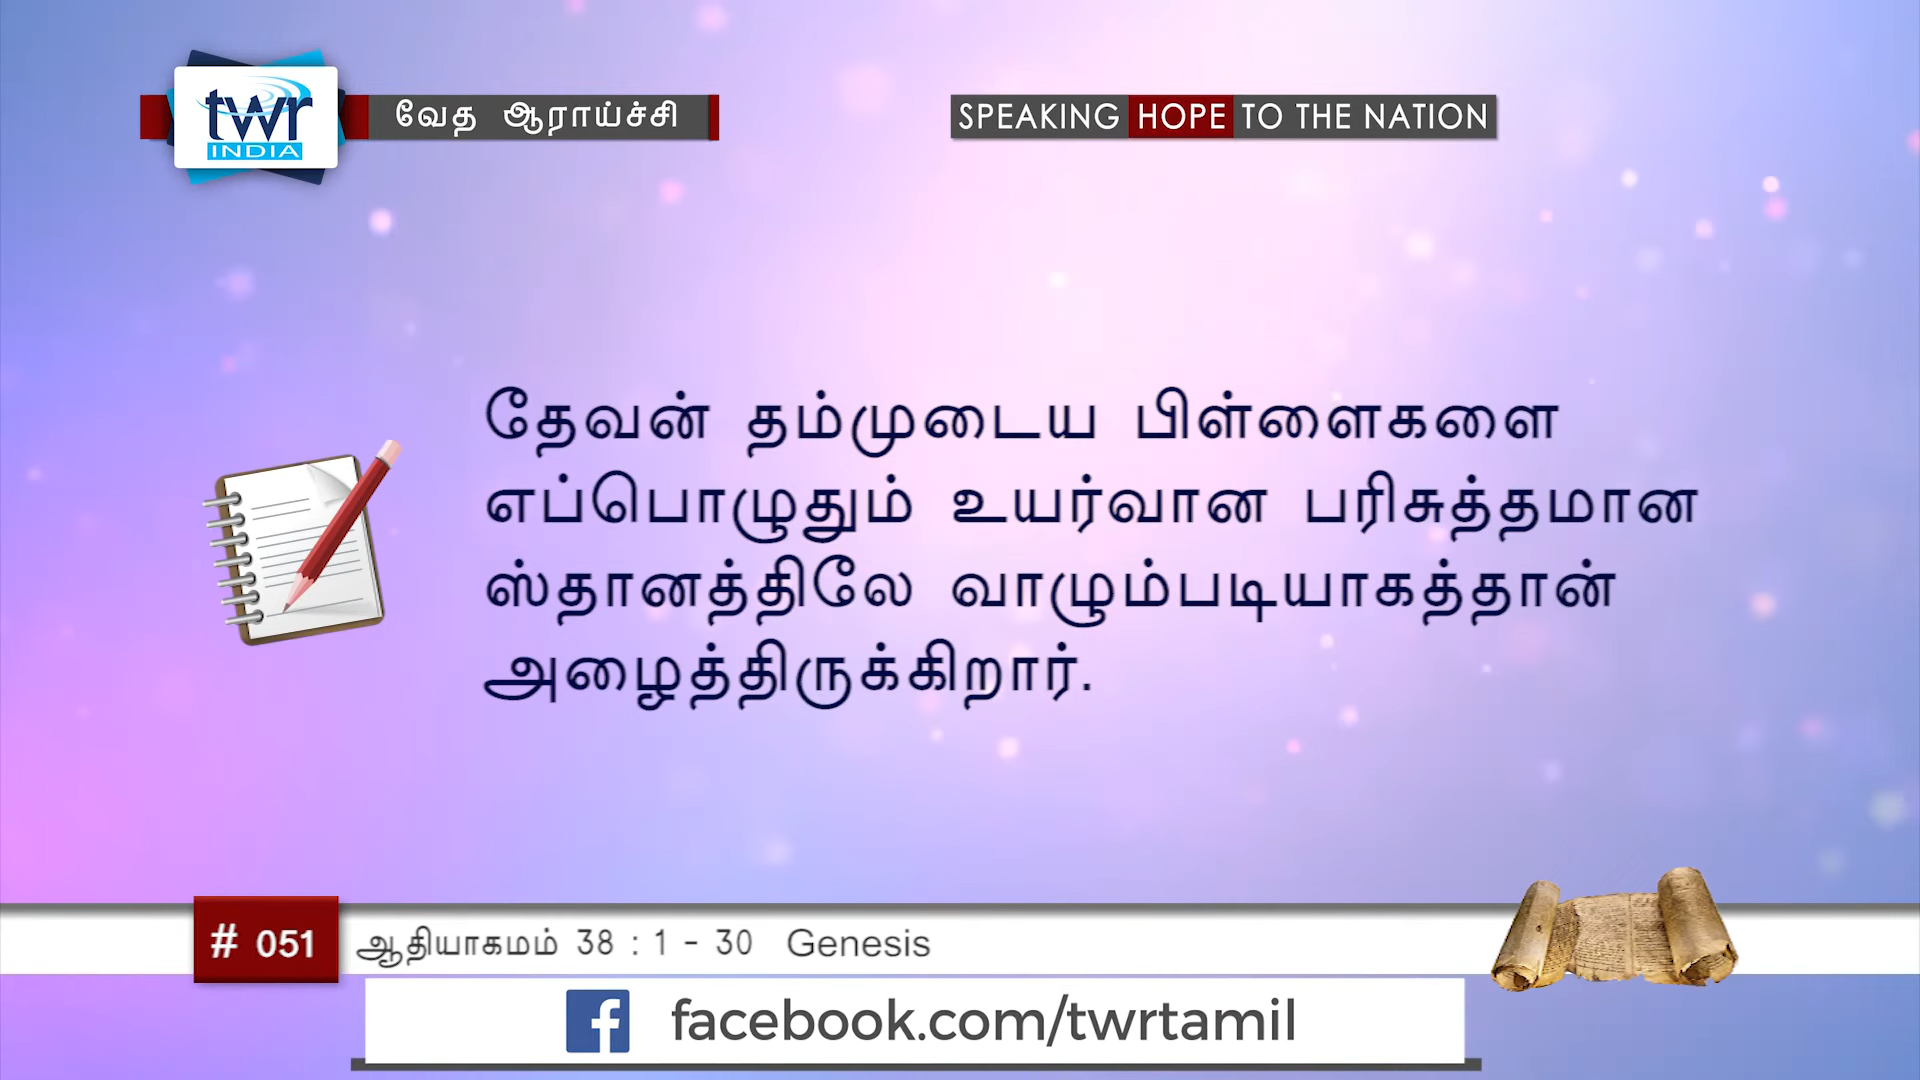 twr
INDIA
வேத ஆராய்ச்சி
SPEAKING HOPE TO THE NATION
தேவன் தம்முடைய பிள்ளைகளை
எப்பொழுதும் உயர்வான பரிசுத்தமான
ஸ்தானத்திலே வாழும்படியாகத்தான்
அழைத்திருக்கிறார்.
# 051 ஆதியாகமம் 38 : 1 - 30 Genesis
facebook.com/twrtamil